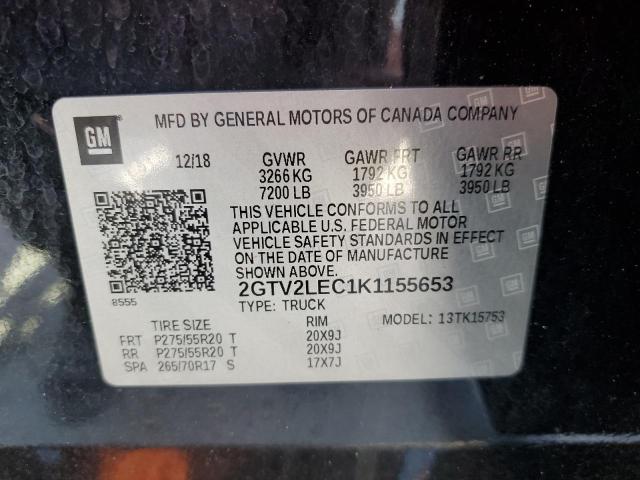 GM
MFD BY GENERAL MOTORS OF CANADA COMPANY
12/18 GVWR GAWR FRT GAWR RR
3266 KG 1792 KG 1792 KG
7200 LB 3950 LB 3950 LB
THIS VEHICLE CONFORMS TO ALL
APPLICABLE U.S. FEDERAL MOTOR
VEHICLE SAFETY STANDARDS IN EFFECT
ON THE DATE OF MANUFACTURE
SHOWN ABOVE.
8555
2GTV2LEC1K1155653
TYPE: TRUCK
TIRE SIZE RIM MODEL: 13TK15753
FRT P275/55R20 T 20X9J
RR P275/55R20 T 20X9J
SPA 265/70R17 S 17X7J